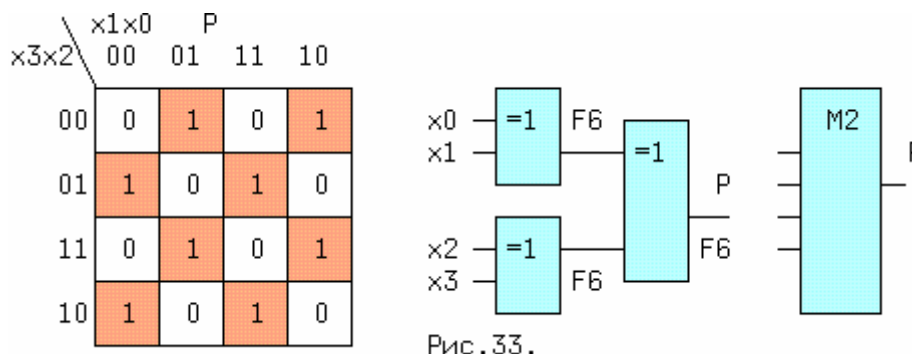 x1x0 P
x3x2 00 01 11 10
00 0 1 0 1
01 1 0 1 0
11 0 1 0 1
10 1 0 1 0
x0 =1 F6
x1
=1
P
x2 =1 F6
x3 F6
M2
Рис.33.